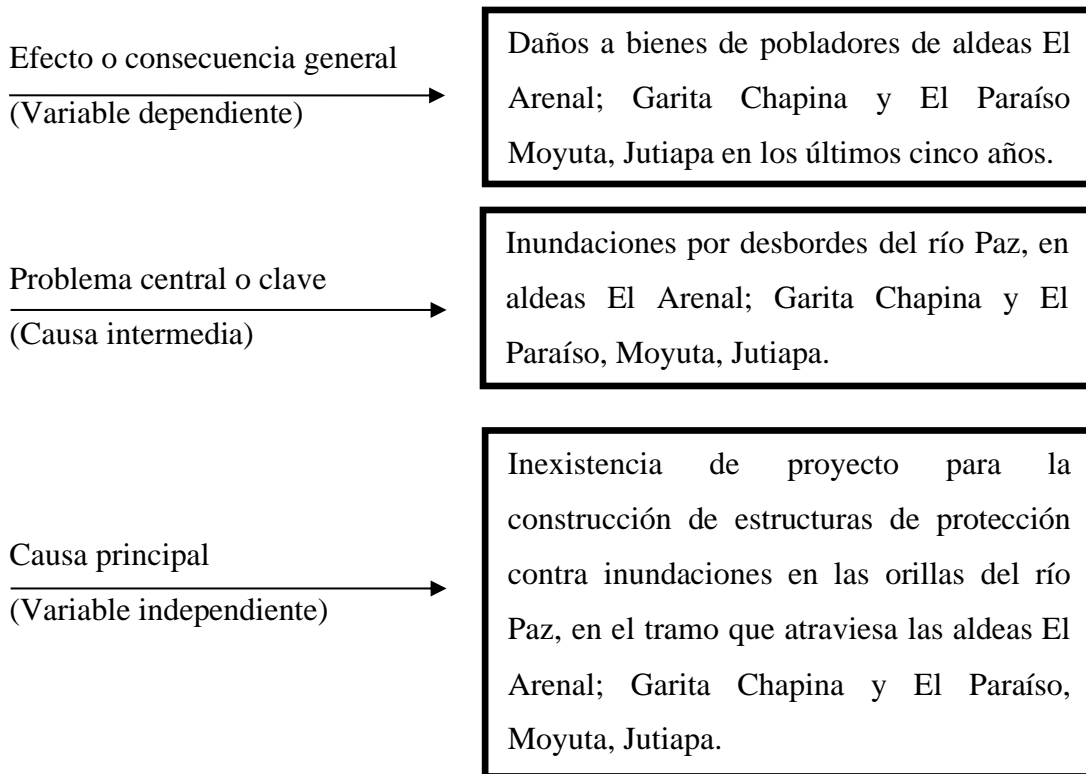 Efecto o consecuencia general
(Variable dependiente)
Daños a bienes de pobladores de aldeas El
Arenal; Garita Chapina y El Paraíso
Moyuta, Jutiapa en los últimos cinco años.
Problema central o clave
(Causa intermedia)
Inundaciones por desbordes del río Paz, en
aldeas El Arenal; Garita Chapina y El
Paraíso, Moyuta, Jutiapa.
Causa principal
(Variable independiente)
Inexistencia de proyecto para la
construcción de estructuras de protección
contra inundaciones en las orillas del río
Paz, en el tramo que atraviesa las aldeas El
Arenal; Garita Chapina y El Paraíso,
Moyuta, Jutiapa.